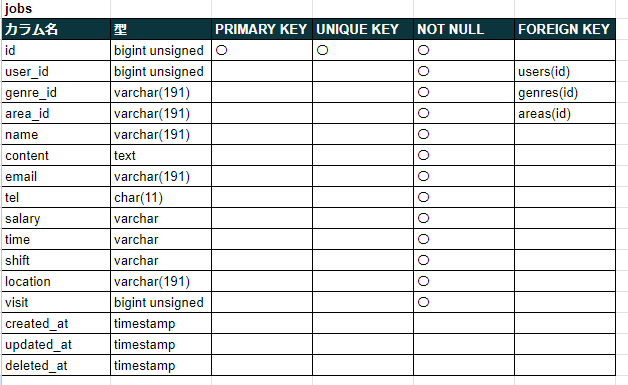 jobs
カラム名 型 PRIMARY KEY UNIQUE KEY NOT NULL FOREIGN KEY
id bigint unsigned 〇 〇 〇
user_id bigint unsigned 〇 users(id)
genre_id varchar(191) 〇 genres(id)
area_id varchar(191) 〇 areas(id)
name varchar(191) 〇
content text 〇
email varchar(191) 〇
tel char(11) 〇
salary varchar 〇
time varchar 〇
shift varchar 〇
location varchar(191) 〇
visit bigint unsigned 〇
created_at timestamp
updated_at timestamp
deleted_at timestamp